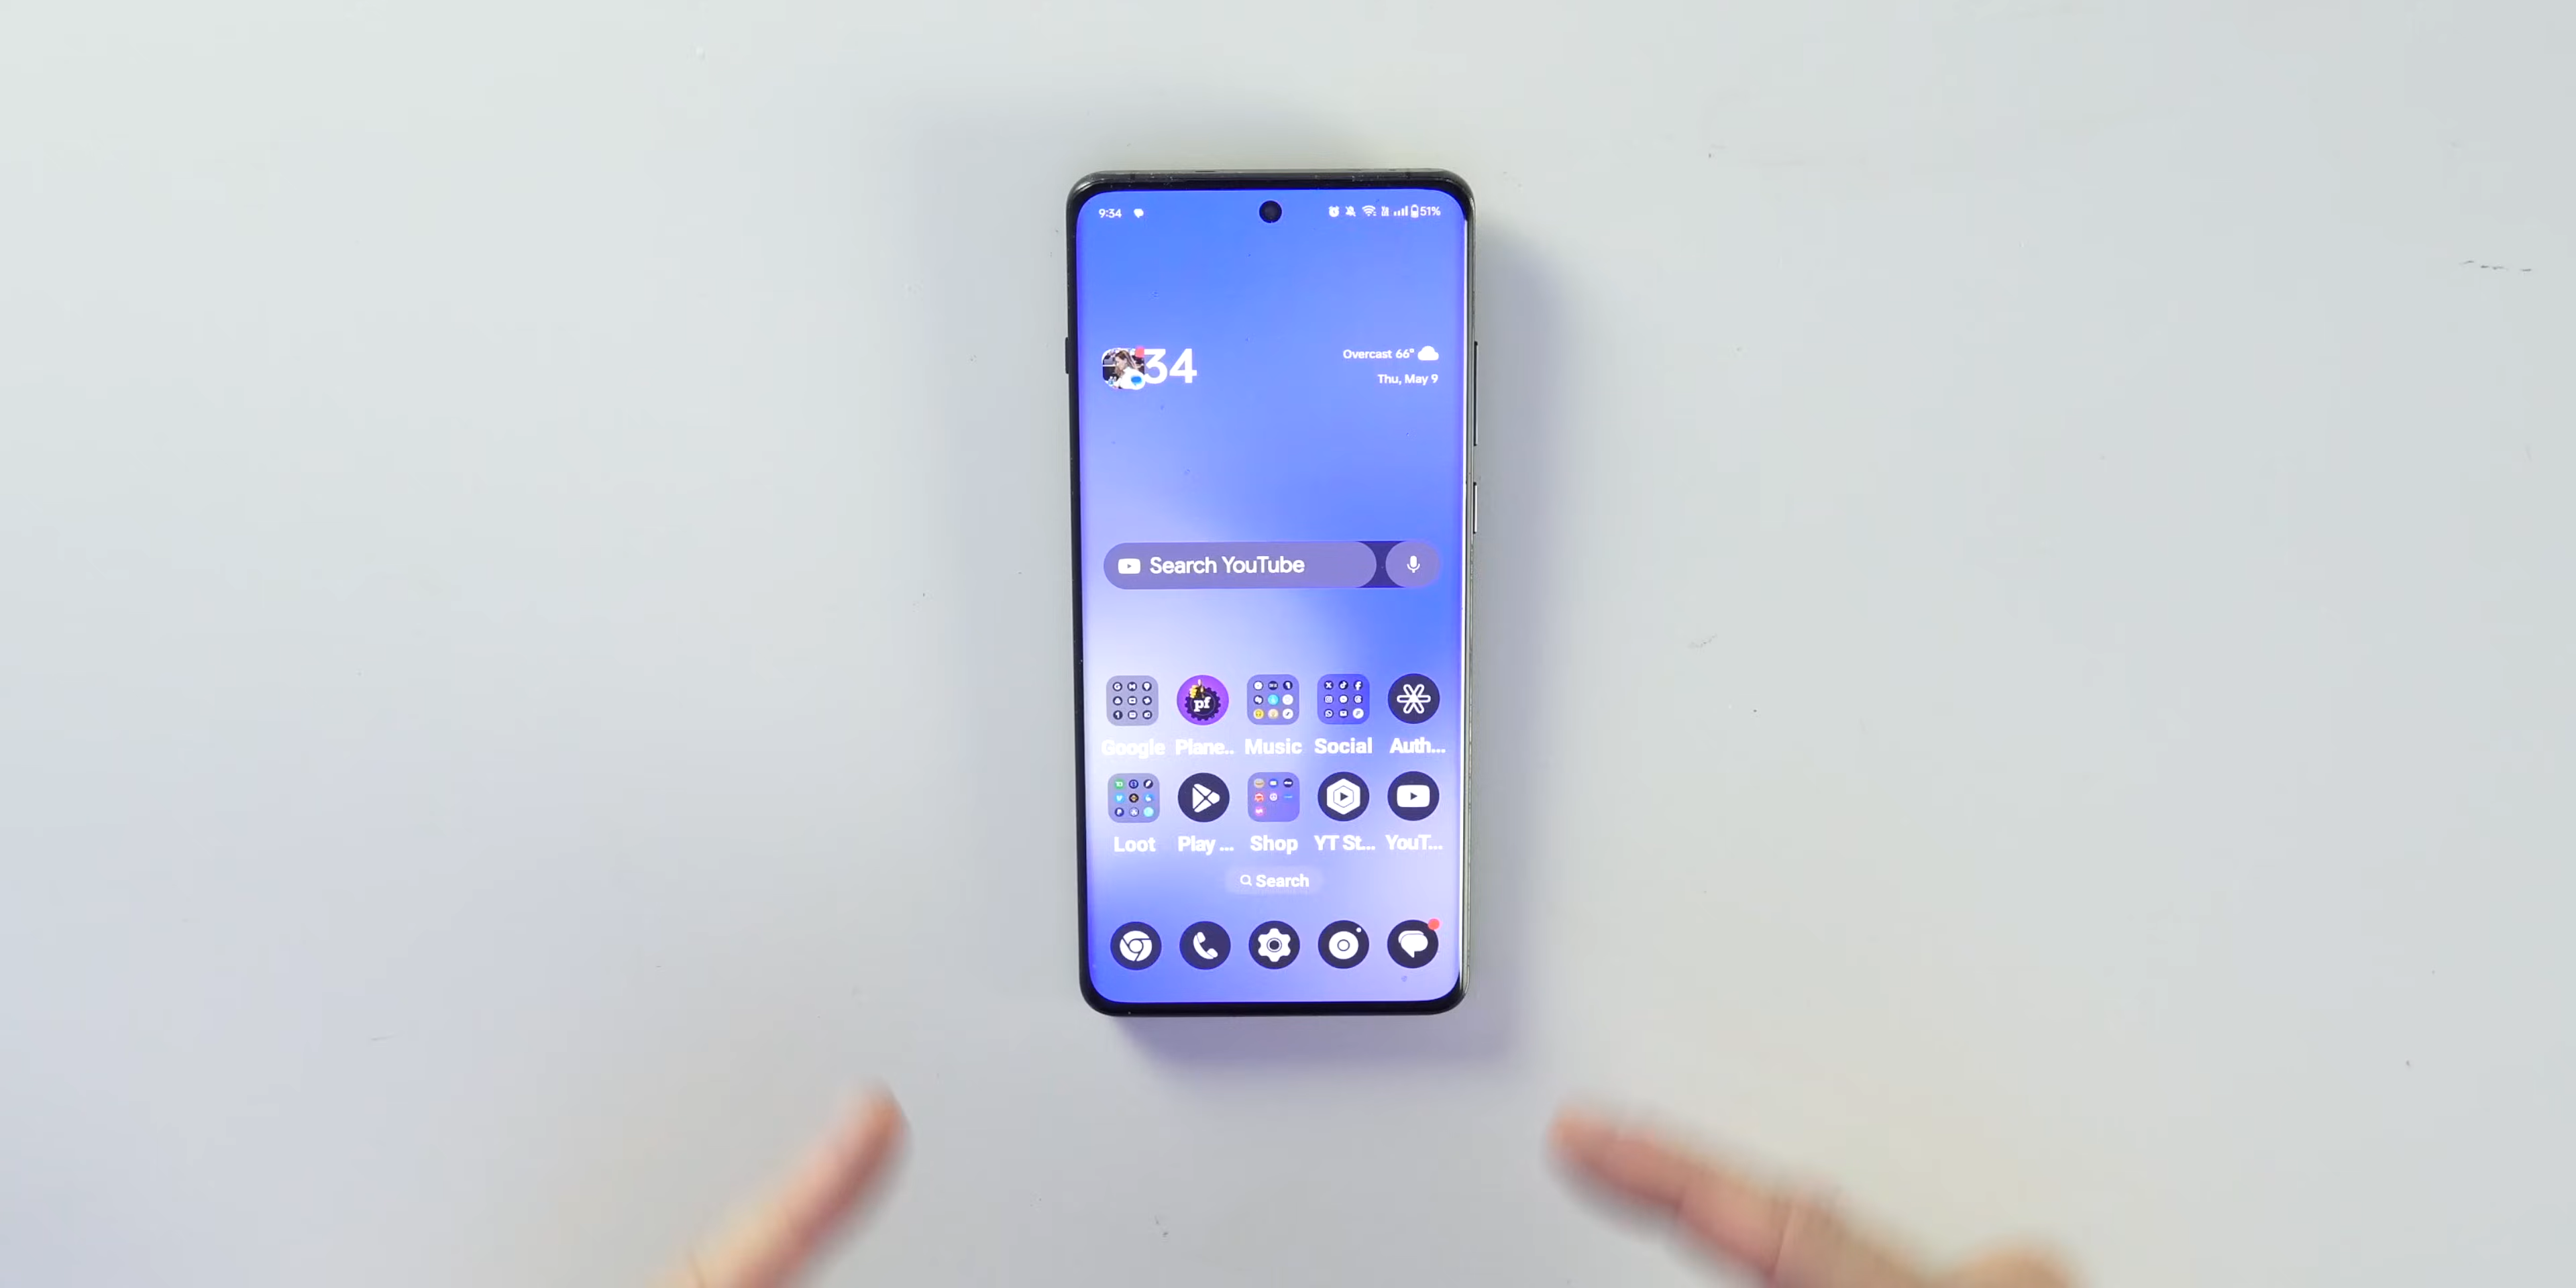 9:34
51%
34
Overcast 66°
Thu, May 9
Search YouTube
pf
Google Plane.. Music Social Auth...
Loot Play ... Shop YT St... YouT...
Search